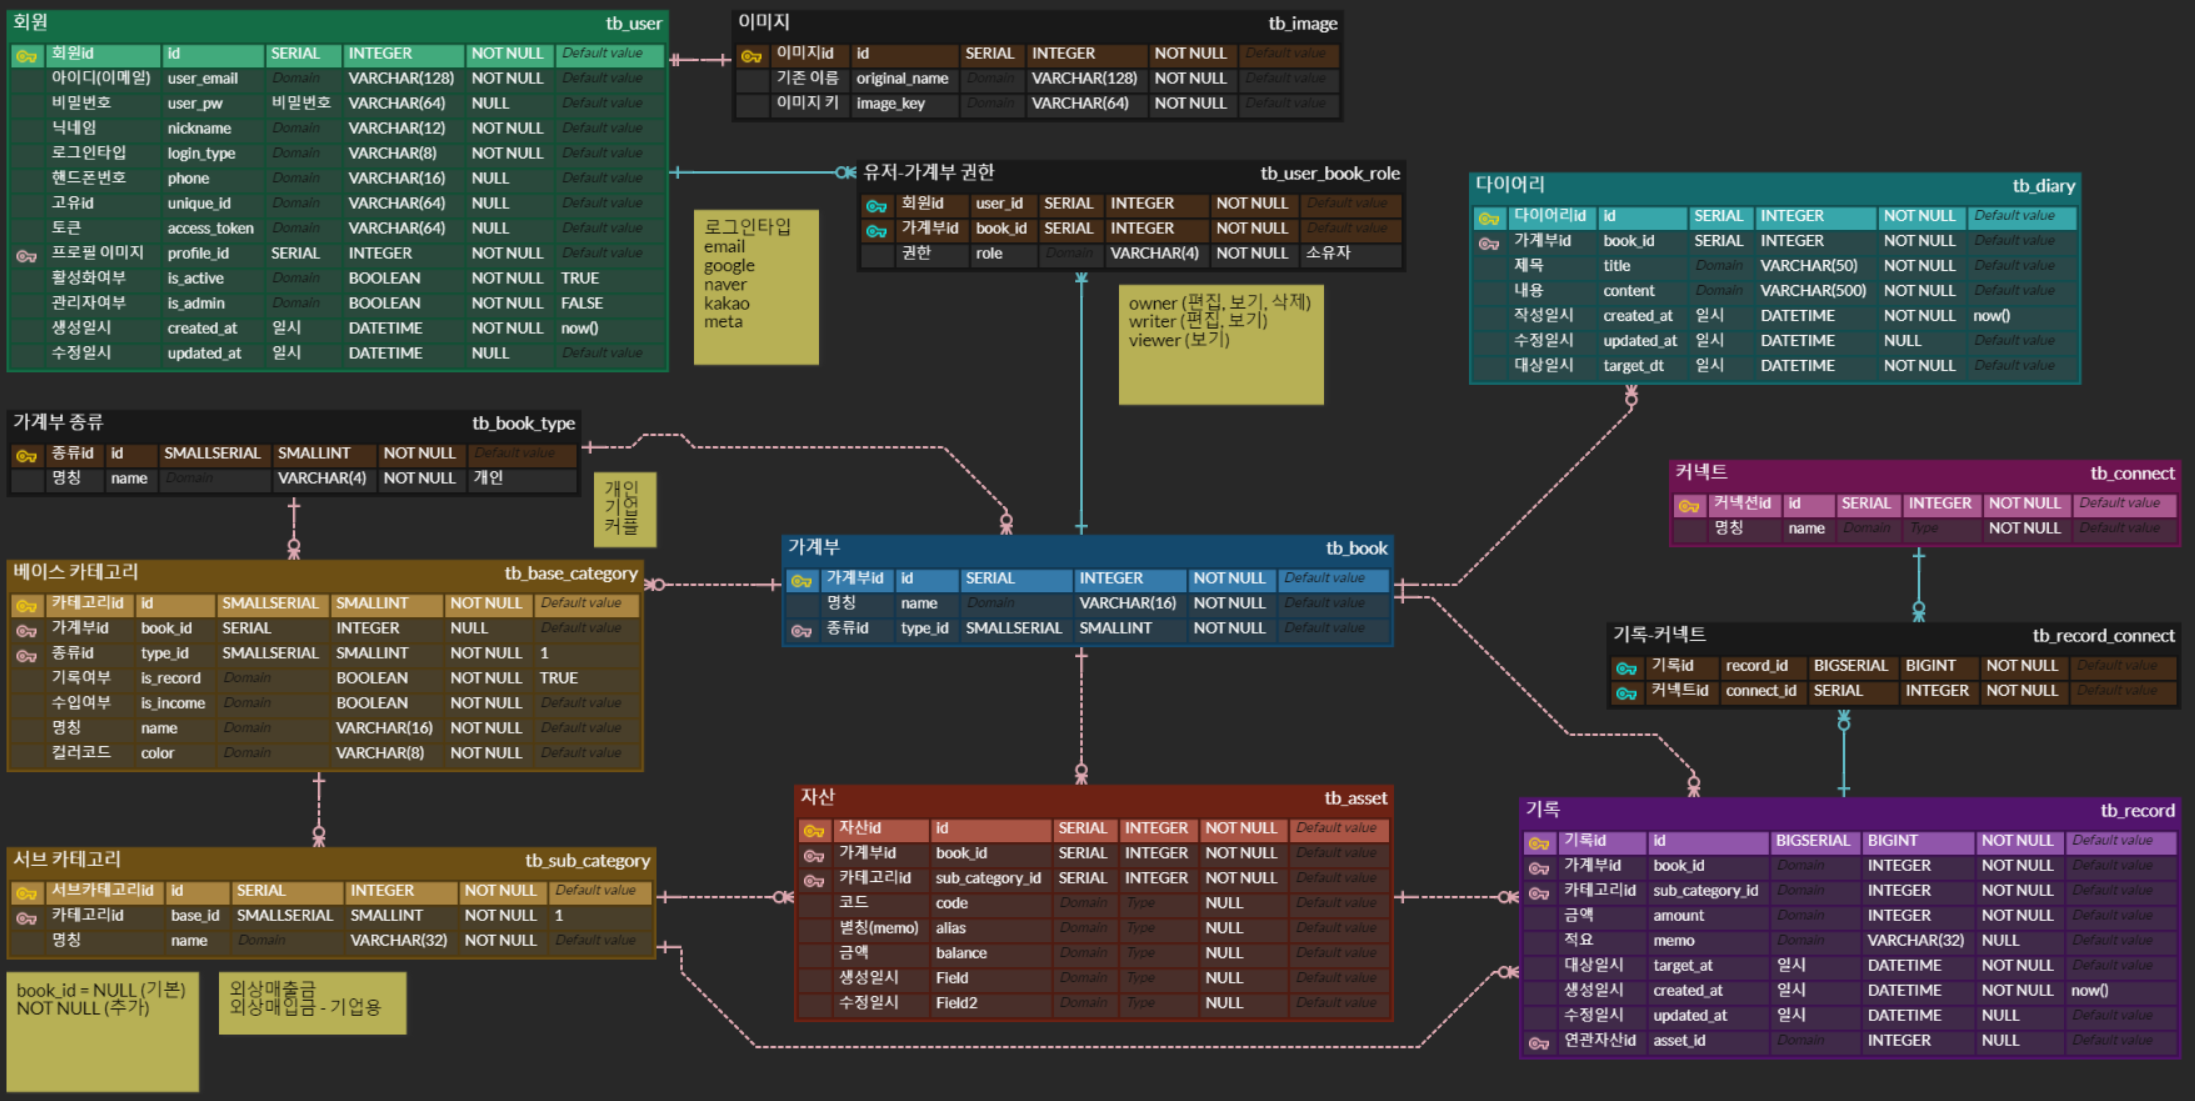 회원 tb_user
회원id id SERIAL INTEGER NOT NULL Default value
아이디(이메일) user_email Domain VARCHAR(128) NOT NULL Default value
비밀번호 user_pw 비밀번호 VARCHAR(64) NULL Default value
닉네임 nickname Domain VARCHAR(12) NOT NULL Default value
로그인타입 login_type Domain VARCHAR(8) NOT NULL Default value
핸드폰번호 phone Domain VARCHAR(16) NULL Default value
고유id unique_id Domain VARCHAR(64) NULL Default value
토큰 access_token Domain VARCHAR(64) NULL Default value
프로필 이미지 profile_id SERIAL INTEGER NOT NULL Default value
활성화여부 is_active Domain BOOLEAN NOT NULL TRUE
관리자여부 is_admin Domain BOOLEAN NOT NULL FALSE
생성일시 created_at 일시 DATETIME NOT NULL now()
수정일시 updated_at 일시 DATETIME NULL Default value
이미지 tb_image
이미지id id SERIAL INTEGER NOT NULL Default value
기존 이름 original_name Domain VARCHAR(128) NOT NULL Default value
이미지 키 image_key Domain VARCHAR(64) NOT NULL Default value
유저-가계부 권한 tb_user_book_role
회원id user_id SERIAL INTEGER NOT NULL Default value
가계부id book_id SERIAL INTEGER NOT NULL Default value
권한 role Domain VARCHAR(4) NOT NULL 소유자
로그인타입
email
google
naver
kakao
meta
owner (편집, 보기, 삭제)
writer (편집, 보기)
viewer (보기)
다이어리 tb_diary
다이어리id id SERIAL INTEGER NOT NULL Default value
가계부id book_id SERIAL INTEGER NOT NULL Default value
제목 title Domain VARCHAR(50) NOT NULL Default value
내용 content Domain VARCHAR(500) NOT NULL Default value
작성일시 created_at 일시 DATETIME NOT NULL now()
수정일시 updated_at 일시 DATETIME NULL Default value
대상일시 target_dt 일시 DATETIME NOT NULL Default value
가계부 종류 tb_book_type
종류id id SMALLSERIAL SMALLINT NOT NULL Default value
명칭 name Domain VARCHAR(4) NOT NULL 개인
개인
기업
커플
커넥트 tb_connect
커넥션id id SERIAL INTEGER NOT NULL Default value
명칭 name Domain Type NOT NULL Default value
베이스 카테고리 tb_base_category
카테고리id id SMALLSERIAL SMALLINT NOT NULL Default value
가계부id book_id SERIAL INTEGER NULL Default value
종류id type_id SMALLSERIAL SMALLINT NOT NULL 1
기록여부 is_record Domain BOOLEAN NOT NULL TRUE
수입여부 is_income Domain BOOLEAN NOT NULL Default value
명칭 name Domain VARCHAR(16) NOT NULL Default value
컬러코드 color Domain VARCHAR(8) NOT NULL Default value
가계부 tb_book
가계부id id SERIAL INTEGER NOT NULL Default value
명칭 name Domain VARCHAR(16) NOT NULL Default value
종류id type_id SMALLSERIAL SMALLINT NOT NULL Default value
기록-커넥트 tb_record_connect
기록id record_id BIGSERIAL BIGINT NOT NULL Default value
커넥트id connect_id SERIAL INTEGER NOT NULL Default value
서브 카테고리 tb_sub_category
서브카테고리id id SERIAL INTEGER NOT NULL Default value
카테고리id base_id SMALLSERIAL SMALLINT NOT NULL 1
명칭 name Domain VARCHAR(32) NOT NULL Default value
자산 tb_asset
자산id id SERIAL INTEGER NOT NULL Default value
가계부id book_id SERIAL INTEGER NOT NULL Default value
카테고리id sub_category_id SERIAL INTEGER NOT NULL Default value
코드 code Domain Type NULL Default value
별칭(memo) alias Domain Type NULL Default value
금액 balance Domain Type NULL Default value
생성일시 Field Domain Type NULL Default value
수정일시 Field2 Domain Type NULL Default value
기록 tb_record
기록id id BIGSERIAL BIGINT NOT NULL Default value
가계부id book_id Domain INTEGER NOT NULL Default value
카테고리id sub_category_id Domain INTEGER NOT NULL Default value
금액 amount Domain INTEGER NOT NULL Default value
적요 memo Domain VARCHAR(32) NULL Default value
대상일시 target_at 일시 DATETIME NOT NULL Default value
생성일시 created_at 일시 DATETIME NOT NULL now()
수정일시 updated_at 일시 DATETIME NULL Default value
연관자산id asset_id Domain INTEGER NULL Default value
book_id = NULL (기본)
NOT NULL (추가)
외상매출금
외상매입금 - 기업용